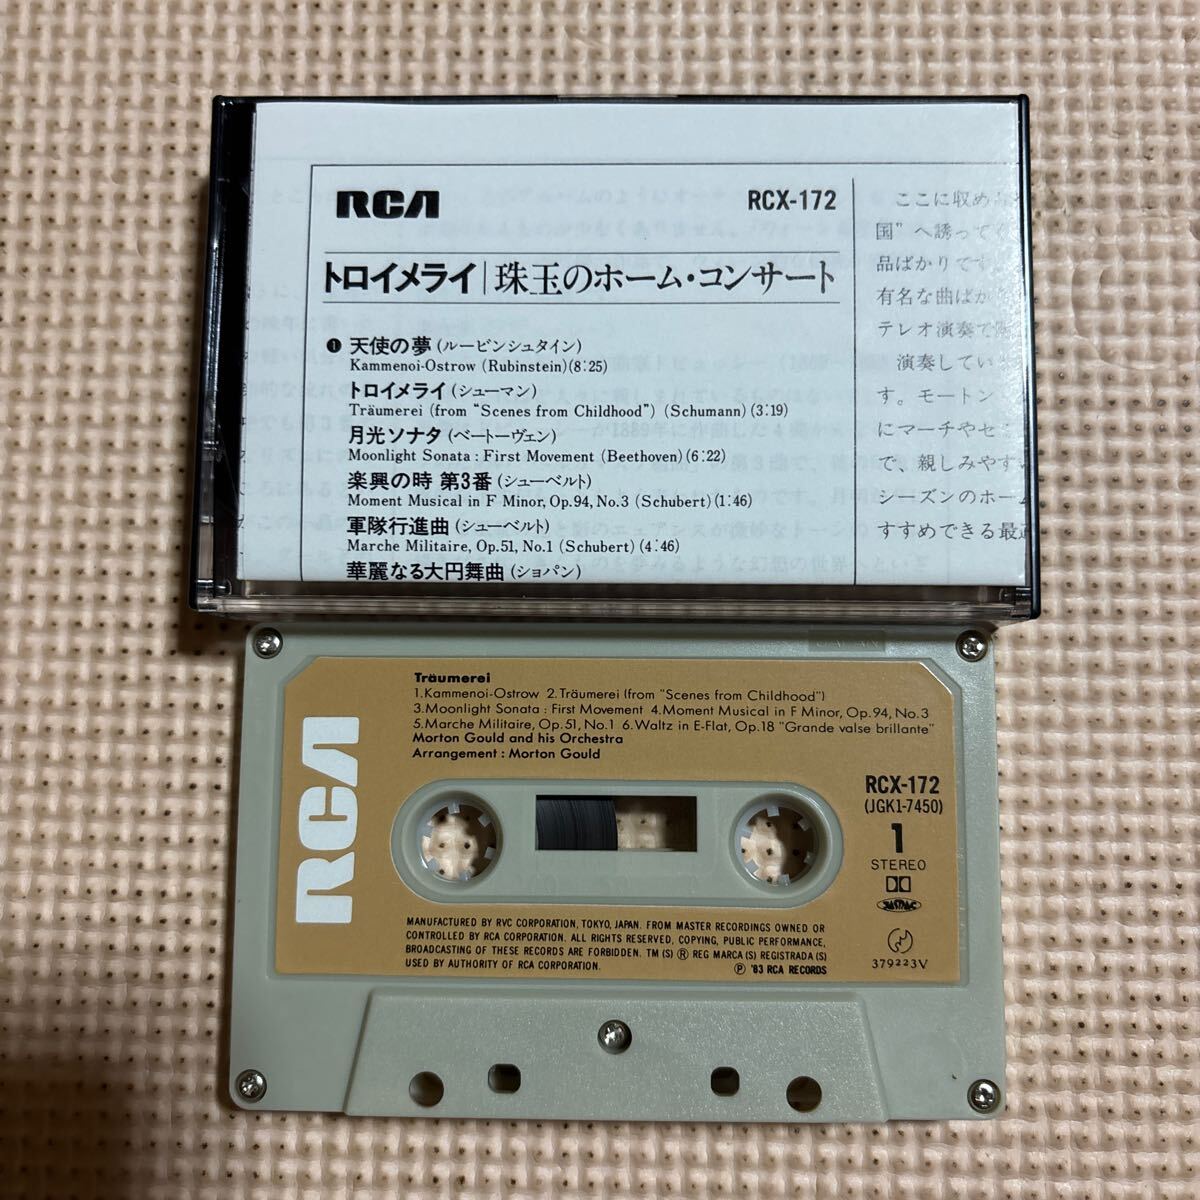 RCA
RCX-172
トロイメライ|珠玉のホーム・コンサート
❶ 天使の夢(ルービンシュタイン)
Kammenoi-Ostrow (Rubinstein)(8:25)
トロイメライ(シューマン)
Träumerei (from "Scenes from Childhood") (Schumann)(3:19)
月光ソナタ(ベートーヴェン)
Moonlight Sonata : First Movement (Beethoven)(6:22)
楽興の時 第3番(シューベルト)
Moment Musical in F Minor, Op.94, No.3 (Schubert)(1:46)
軍隊行進曲(シューベルト)
Marche Militaire, Op.51, No.1 (Schubert)(4:46)
華麗なる大円舞曲(ショパン)
ここに収め
国”へ誘って
品ばかりです
有名な曲ばか
テレオ演奏で
演奏してい
す。モートン
にマーチやセ
で、親しみやす
シーズンのホーム
すすめできる最
RCA
Träumerei
1.Kammenoi-Ostrow 2.Träumerei (from "Scenes from Childhood")
3.Moonlight Sonata : First Movement 4.Moment Musical in F Minor, Op.94, No.3
5.Marche Militaire, Op.51, No.1 6.Waltz in E-Flat, Op.18 "Grande valse brillante"
Morton Gould and his Orchestra
Arrangement : Morton Gould
RCX-172
(JGK1-7450)
1
STEREO
JASRAC
MANUFACTURED BY RVC CORPORATION, TOKYO, JAPAN. FROM MASTER RECORDINGS OWNED OR
CONTROLLED BY RCA CORPORATION. ALL RIGHTS RESERVED, COPYING, PUBLIC PERFORMANCE,
BROADCASTING OF THESE RECORDS ARE FORBIDDEN. TM (S) ® REG MARCA (S) REGISTRADA (S)
USED BY AUTHORITY OF RCA CORPORATION.
℗ '83 RCA RECORDS
379223V